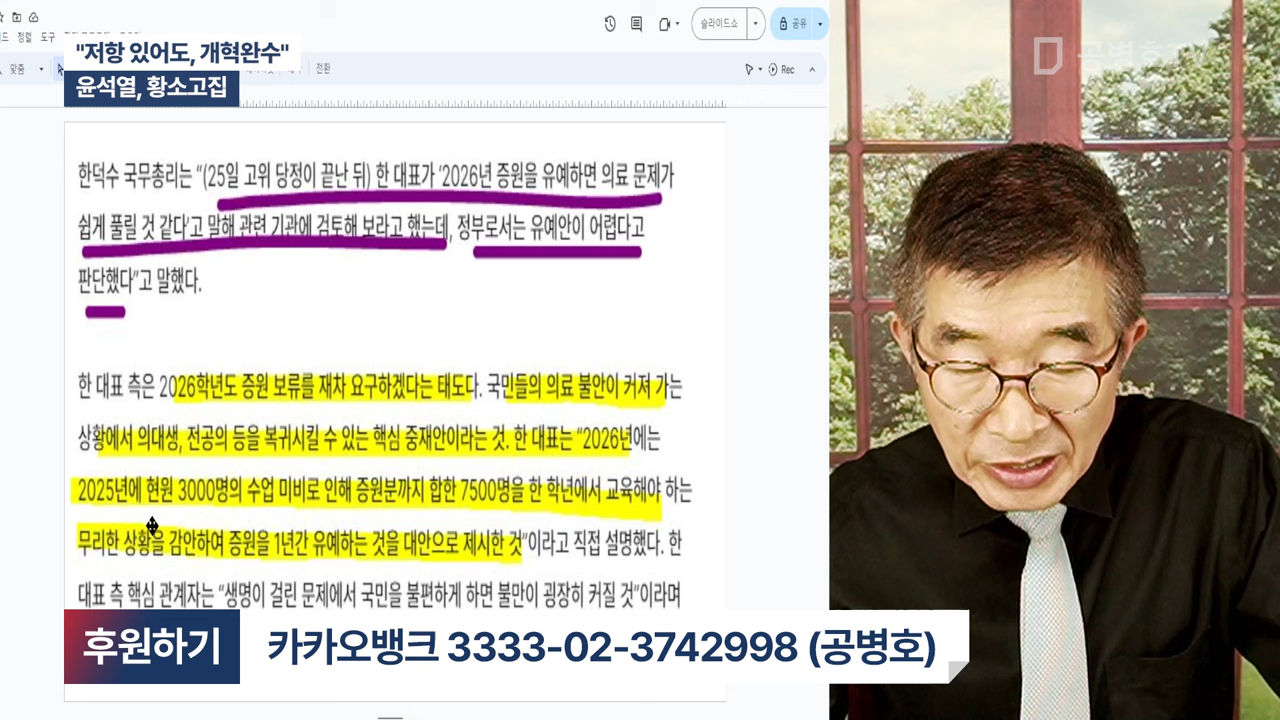 정렬 도구
슬라이드쇼
공유
맞춤
전환
Rec
"저항 있어도, 개혁완수"
윤석열, 황소고집
공병호TV
한덕수 국무총리는 “(25일 고위 당정이 끝난 뒤) 한 대표가 ‘2026년 증원을 유예하면 의료 문제가
쉽게 풀릴 것 같다’고 말해 관련 기관에 검토해 보라고 했는데, 정부로서는 유예안이 어렵다고
판단했다”고 말했다.
한 대표 측은 2026학년도 증원 보류를 재차 요구하겠다는 태도다. 국민들의 의료 불안이 커져 가는
상황에서 의대생, 전공의 등을 복귀시킬 수 있는 핵심 중재안이라는 것. 한 대표는 “2026년에는
2025년에 현원 3000명의 수업 미비로 인해 증원분까지 합한 7500명을 한 학년에서 교육해야 하는
무리한 상황을 감안하여 증원을 1년간 유예하는 것을 대안으로 제시한 것”이라고 직접 설명했다. 한
대표 측 핵심 관계자는 “생명이 걸린 문제에서 국민을 불편하게 하면 불만이 굉장히 커질 것”이라며
후원하기
카카오뱅크 3333-02-3742998 (공병호)